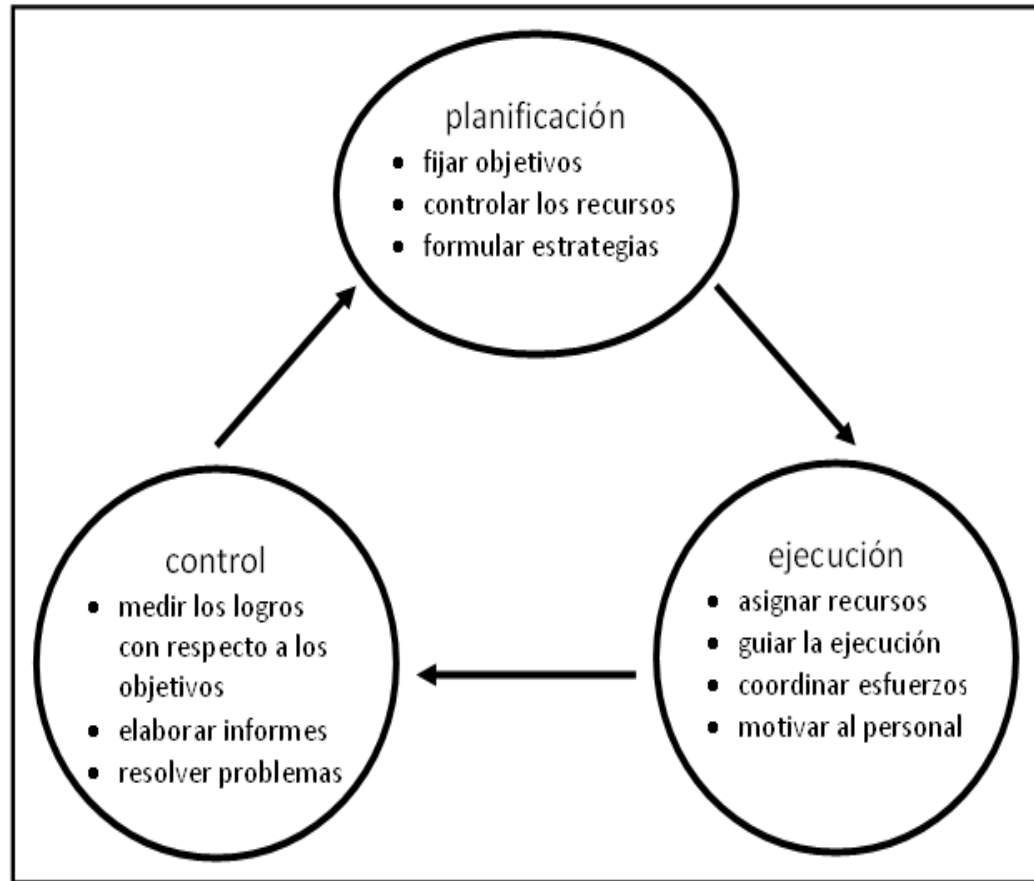 planificación
• fijar objetivos
• controlar los recursos
• formular estrategias
control
• medir los logros
con respecto a los
objetivos
• elaborar informes
• resolver problemas
ejecución
• asignar recursos
• guiar la ejecución
• coordinar esfuerzos
• motivar al personal